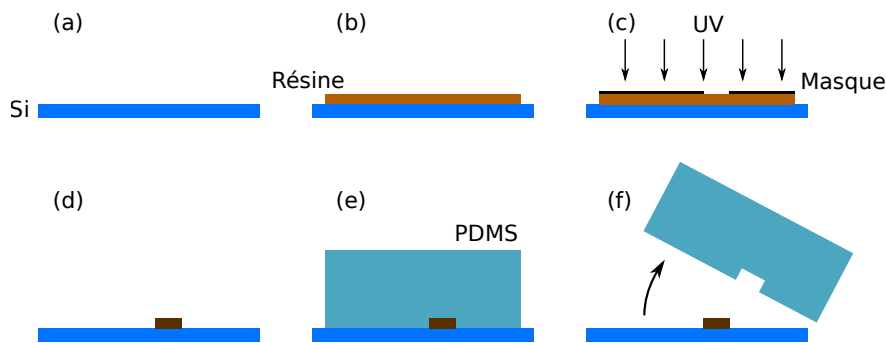 (a)
(b)
(c)
UV
Résine
Masque
Si
(d)
(e)
(f)
PDMS